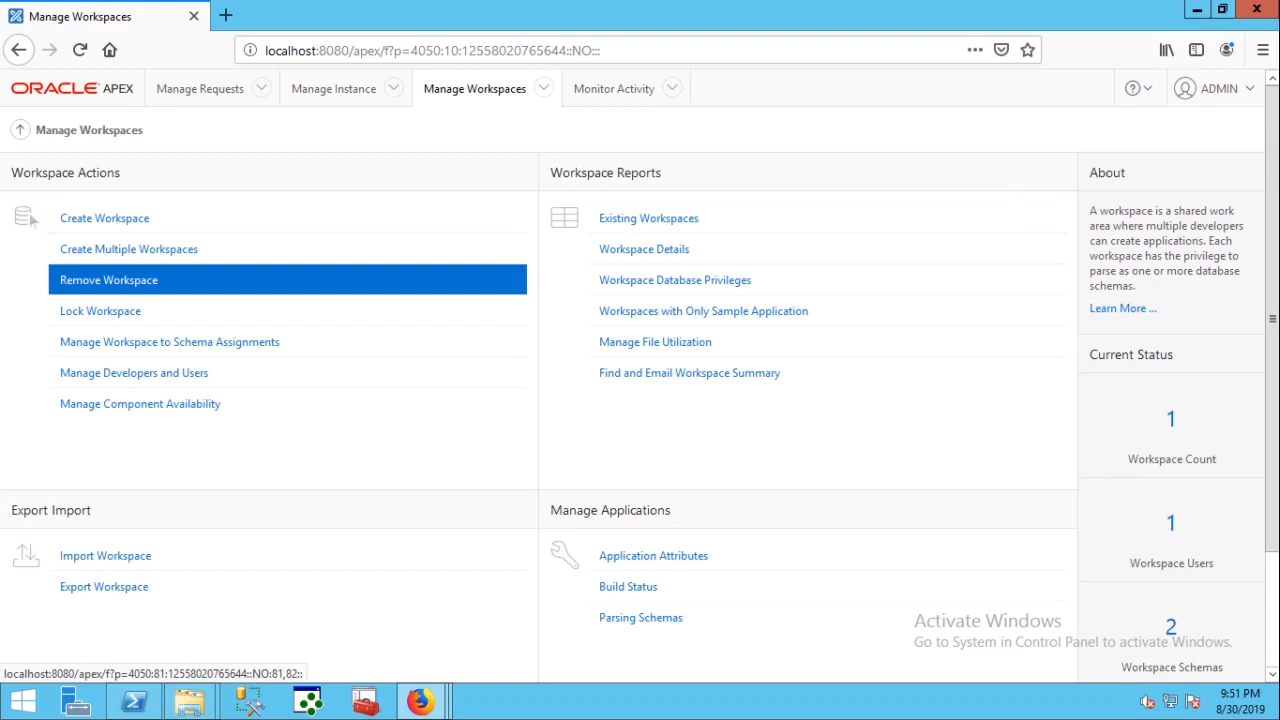 Manage Workspaces
localhost:8080/apex/f?p=4050:10:12558020765644::NO:::
ORACLE APEX
Manage Requests
Manage Instance
Manage Workspaces
Monitor Activity
ADMIN
Manage Workspaces
Workspace Actions
Create Workspace
Create Multiple Workspaces
Remove Workspace
Lock Workspace
Manage Workspace to Schema Assignments
Manage Developers and Users
Manage Component Availability
Workspace Reports
Existing Workspaces
Workspace Details
Workspace Database Privileges
Workspaces with Only Sample Application
Manage File Utilization
Find and Email Workspace Summary
About
A workspace is a shared work
area where multiple developers
can create applications. Each
workspace has the privilege to
parse as one or more database
schemas.
Learn More ...
Current Status
1
Workspace Count
1
Workspace Users
2
Workspace Schemas
Export Import
Import Workspace
Export Workspace
Manage Applications
Application Attributes
Build Status
Parsing Schemas
Activate Windows
Go to System in Control Panel to activate Windows.
localhost:8080/apex/f?p=4050:81:12558020765644::NO:81,82::
9:51 PM
8/30/2019